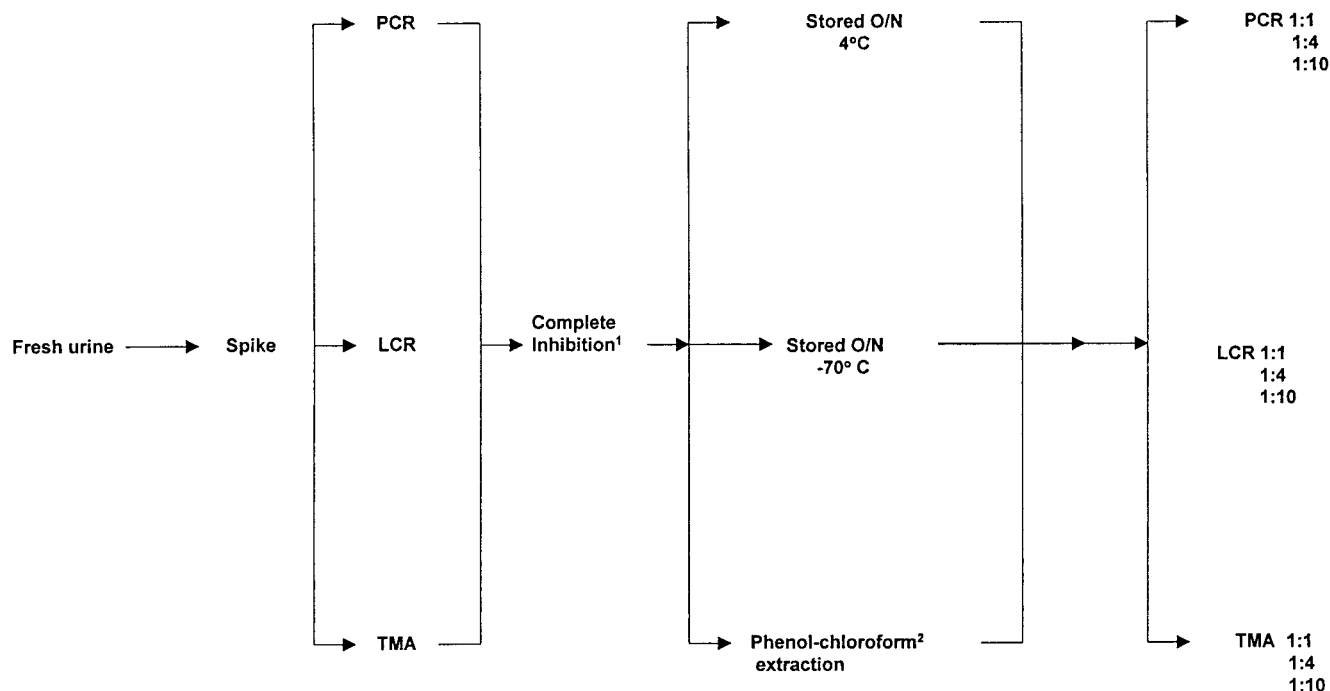 Fresh urine
Spike
PCR
LCR
TMA
Complete
Inhibition¹
Stored O/N
4°C
Stored O/N
-70° C
Phenol-chloroform²
extraction
PCR 1:1
1:4
1:10
LCR 1:1
1:4
1:10
TMA 1:1
1:4
1:10